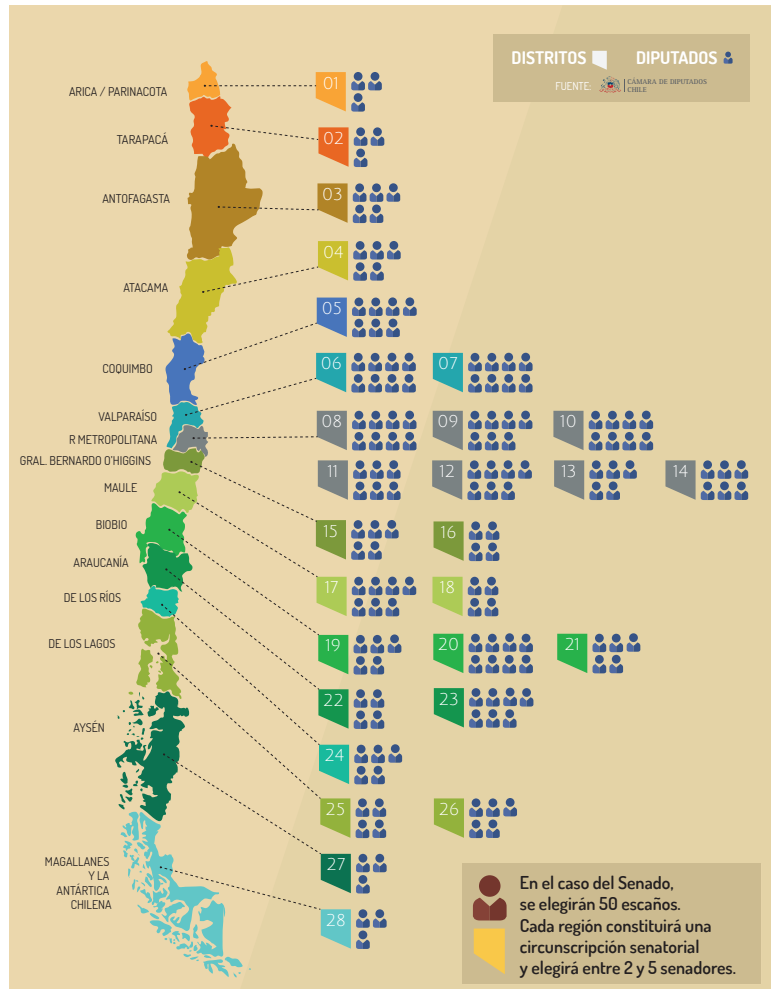 DISTRITOS DIPUTADOS
FUENTE: CÁMARA DE DIPUTADOS
CHILE
ARICA / PARINACOTA 01
TARAPACÁ 02
ANTOFAGASTA 03
ATACAMA 04
COQUIMBO 05
VALPARAÍSO 06 07
R METROPOLITANA 08 09 10
11 12 13 14
GRAL. BERNARDO O'HIGGINS 15 16
MAULE 17 18
BIOBIO 19 20 21
ARAUCANÍA 22 23
DE LOS RÍOS 24
DE LOS LAGOS 25 26
AYSÉN 27
MAGALLANES
Y LA
ANTÁRTICA
CHILENA
28
En el caso del Senado,
se elegirán 50 escaños.
Cada región constituirá una
circunscripción senatorial
y elegirá entre 2 y 5 senadores.